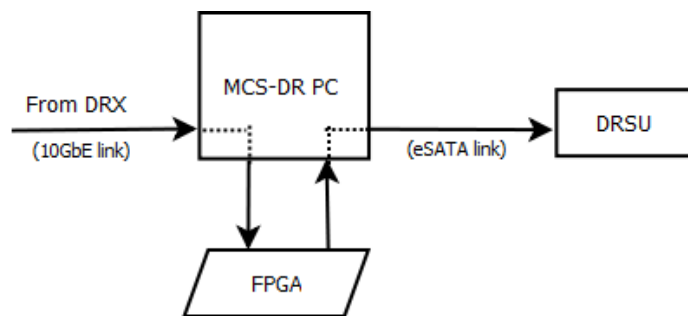 MCS-DR PC
From DRX
(10GbE link)
(eSATA link)
DRSU
FPGA